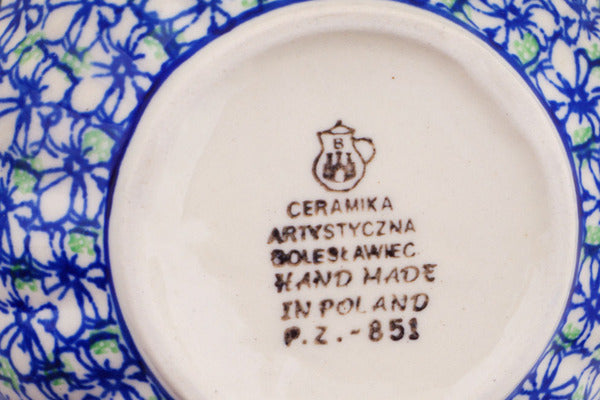 B
CERAMIKA
ARTYSTYCZNA
BOLESŁAWIEC
HAND MADE
IN POLAND
P.Z.-851